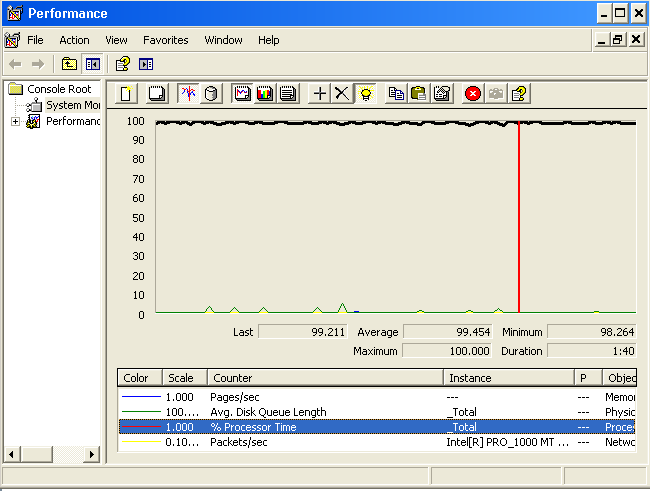 Performance
File Action View Favorites Window Help
Console Root
System Mo
Performanc
100
90
80
70
60
50
40
30
20
10
0
Last 99.211 Average 99.454 Minimum 98.264
Maximum 100.000 Duration 1:40
Color Scale Counter Instance P Objec
1.000 Pages/sec --- --- Memor
100.... Avg. Disk Queue Length _Total --- Physic
1.000 % Processor Time _Total --- Proces
0.10... Packets/sec Intel[R] PRO_1000 MT ... --- Netwo